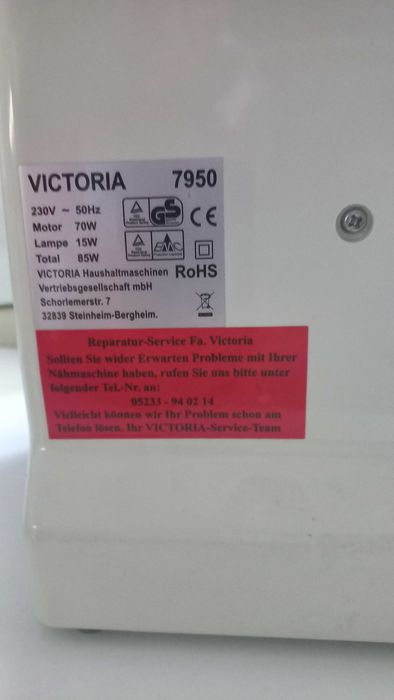 VICTORIA 7950
230V ~ 50Hz
Motor 70W
Lampe 15W
Total 85W
GS CE
EMC
VICTORIA Haushaltmaschinen RoHS
Vertriebsgesellschaft mbH
Schorlemerstr. 7
32839 Steinheim-Bergheim.
Reparatur-Service Fa. Victoria
Sollten Sie wider Erwarten Probleme mit Ihrer
Nähmaschine haben, rufen Sie uns bitte unter
folgender Tel.-Nr. an:
05233 - 94 02 14
Vielleicht können wir Ihr Problem schon am
Telefon lösen. Ihr VICTORIA-Service-Team